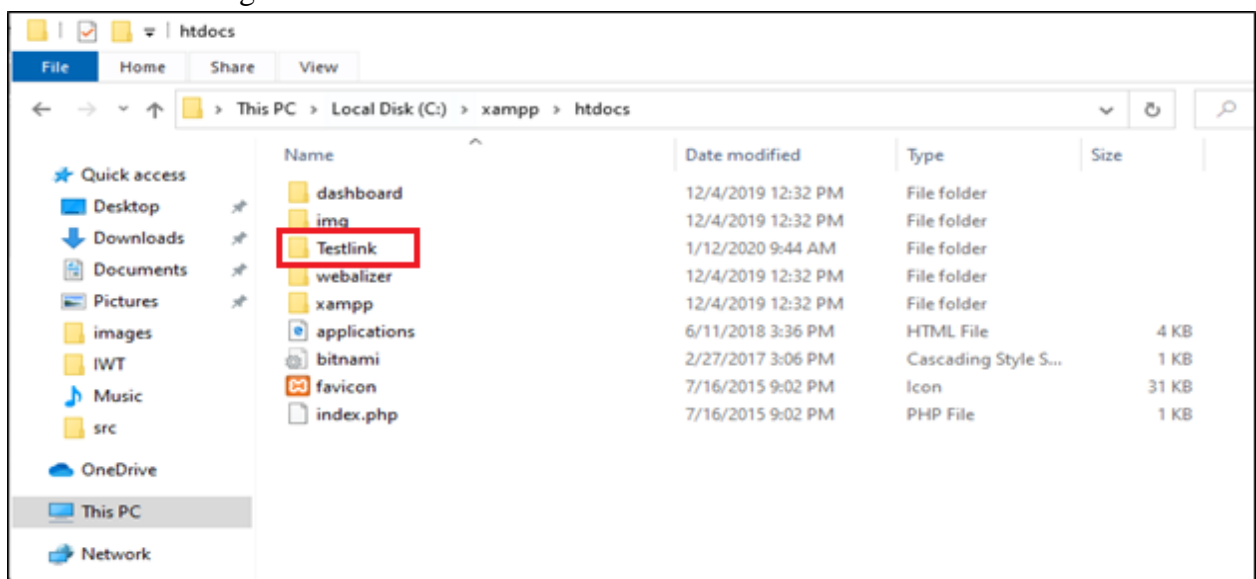 htdocs
File Home Share View
This PC > Local Disk (C:) > xampp > htdocs
Name Date modified Type Size
Quick access
Desktop
Downloads
Documents
Pictures
images
IWT
Music
src
OneDrive
This PC
Network
dashboard 12/4/2019 12:32 PM File folder
img 12/4/2019 12:32 PM File folder
Testlink 1/12/2020 9:44 AM File folder
webalizer 12/4/2019 12:32 PM File folder
xampp 12/4/2019 12:32 PM File folder
applications 6/11/2018 3:36 PM HTML File 4 KB
bitnami 2/27/2017 3:06 PM Cascading Style S... 1 KB
favicon 7/16/2015 9:02 PM Icon 31 KB
index.php 7/16/2015 9:02 PM PHP File 1 KB